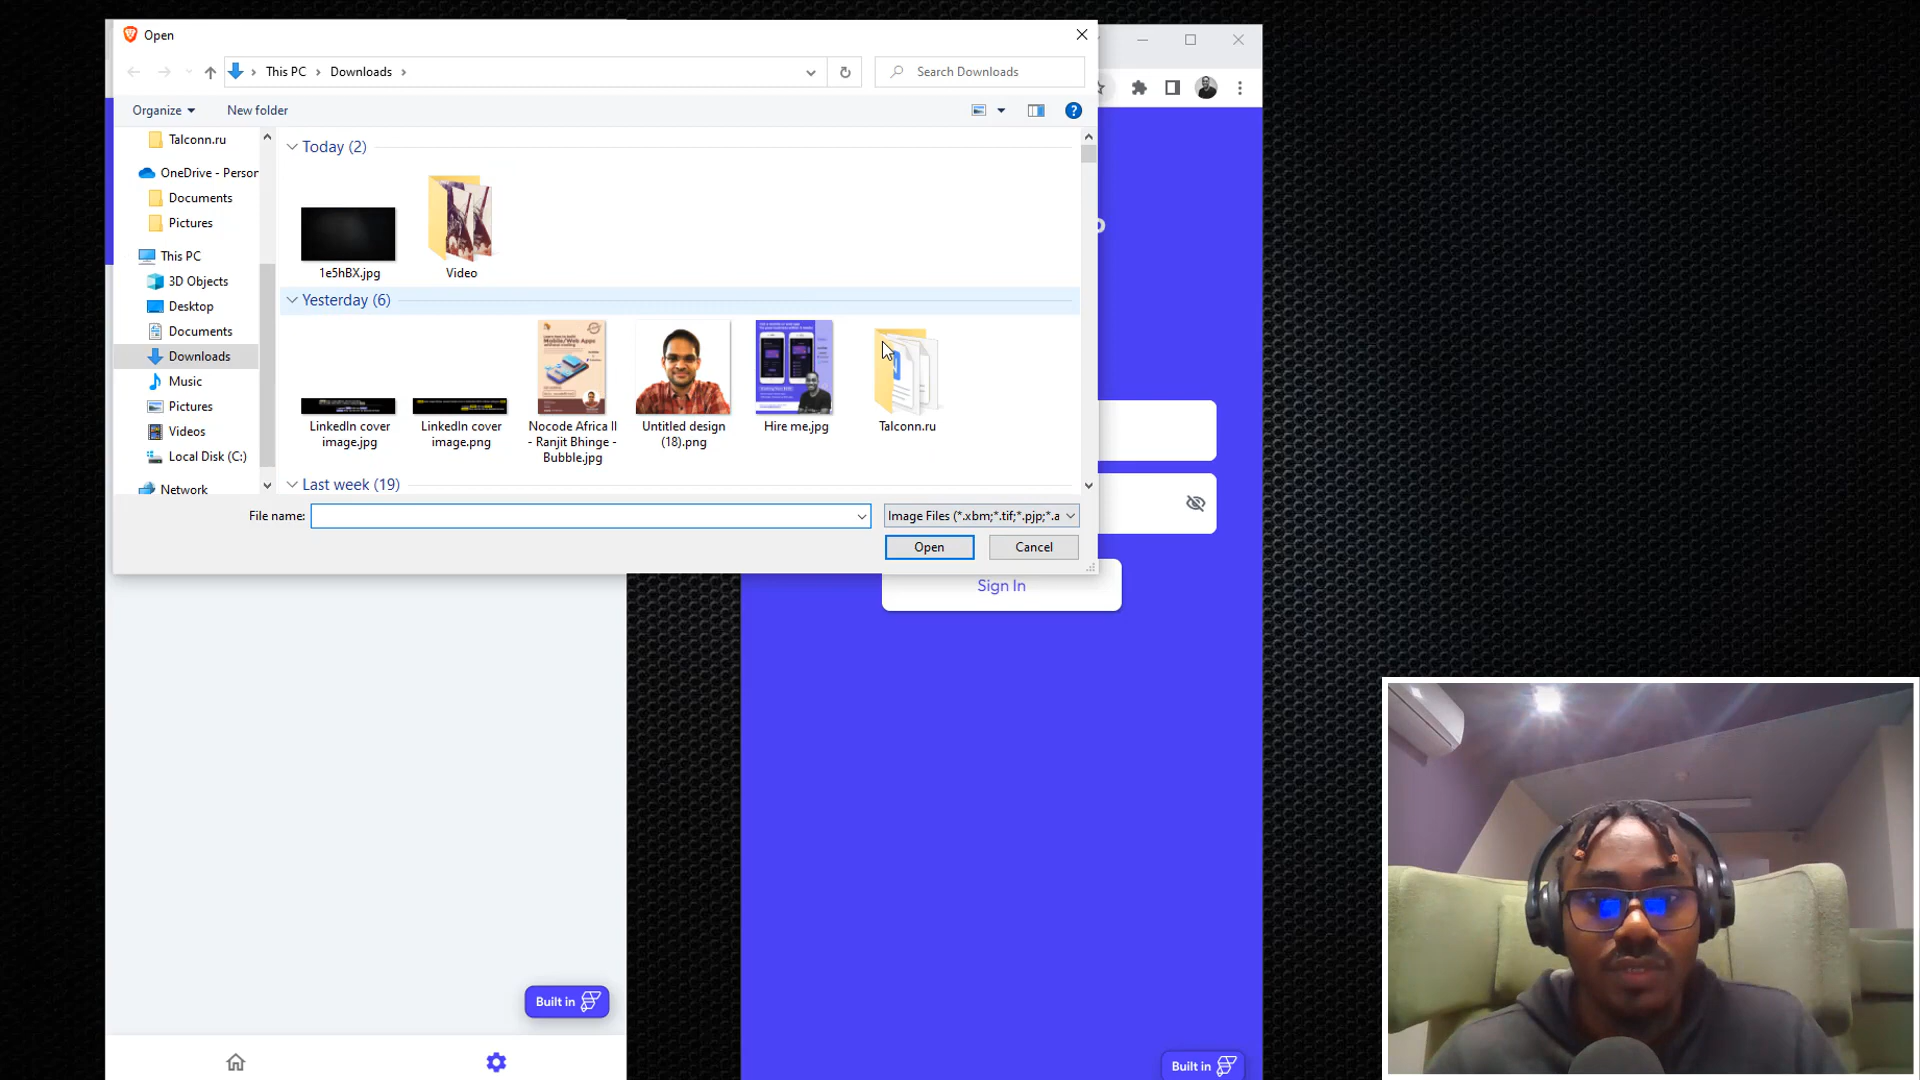 Open
This PC
Downloads
Search Downloads
Organize
New folder
Talconn.ru
OneDrive - Person
Documents
Pictures
This PC
3D Objects
Desktop
Documents
Downloads
Music
Pictures
Videos
Local Disk (C:)
Network
Today (2)
1e5hBX.jpg
Video
Yesterday (6)
LinkedIn cover
image.jpg
LinkedIn cover
image.png
Nocode Africa II
- Ranjit Bhinge -
Bubble.jpg
Untitled design
(18).png
Hire me.jpg
Talconn.ru
Last week (19)
File name:
Image Files (*.xbm;*.tif;*.pjp;*.a
Open
Cancel
Sign In
Built in
Built in